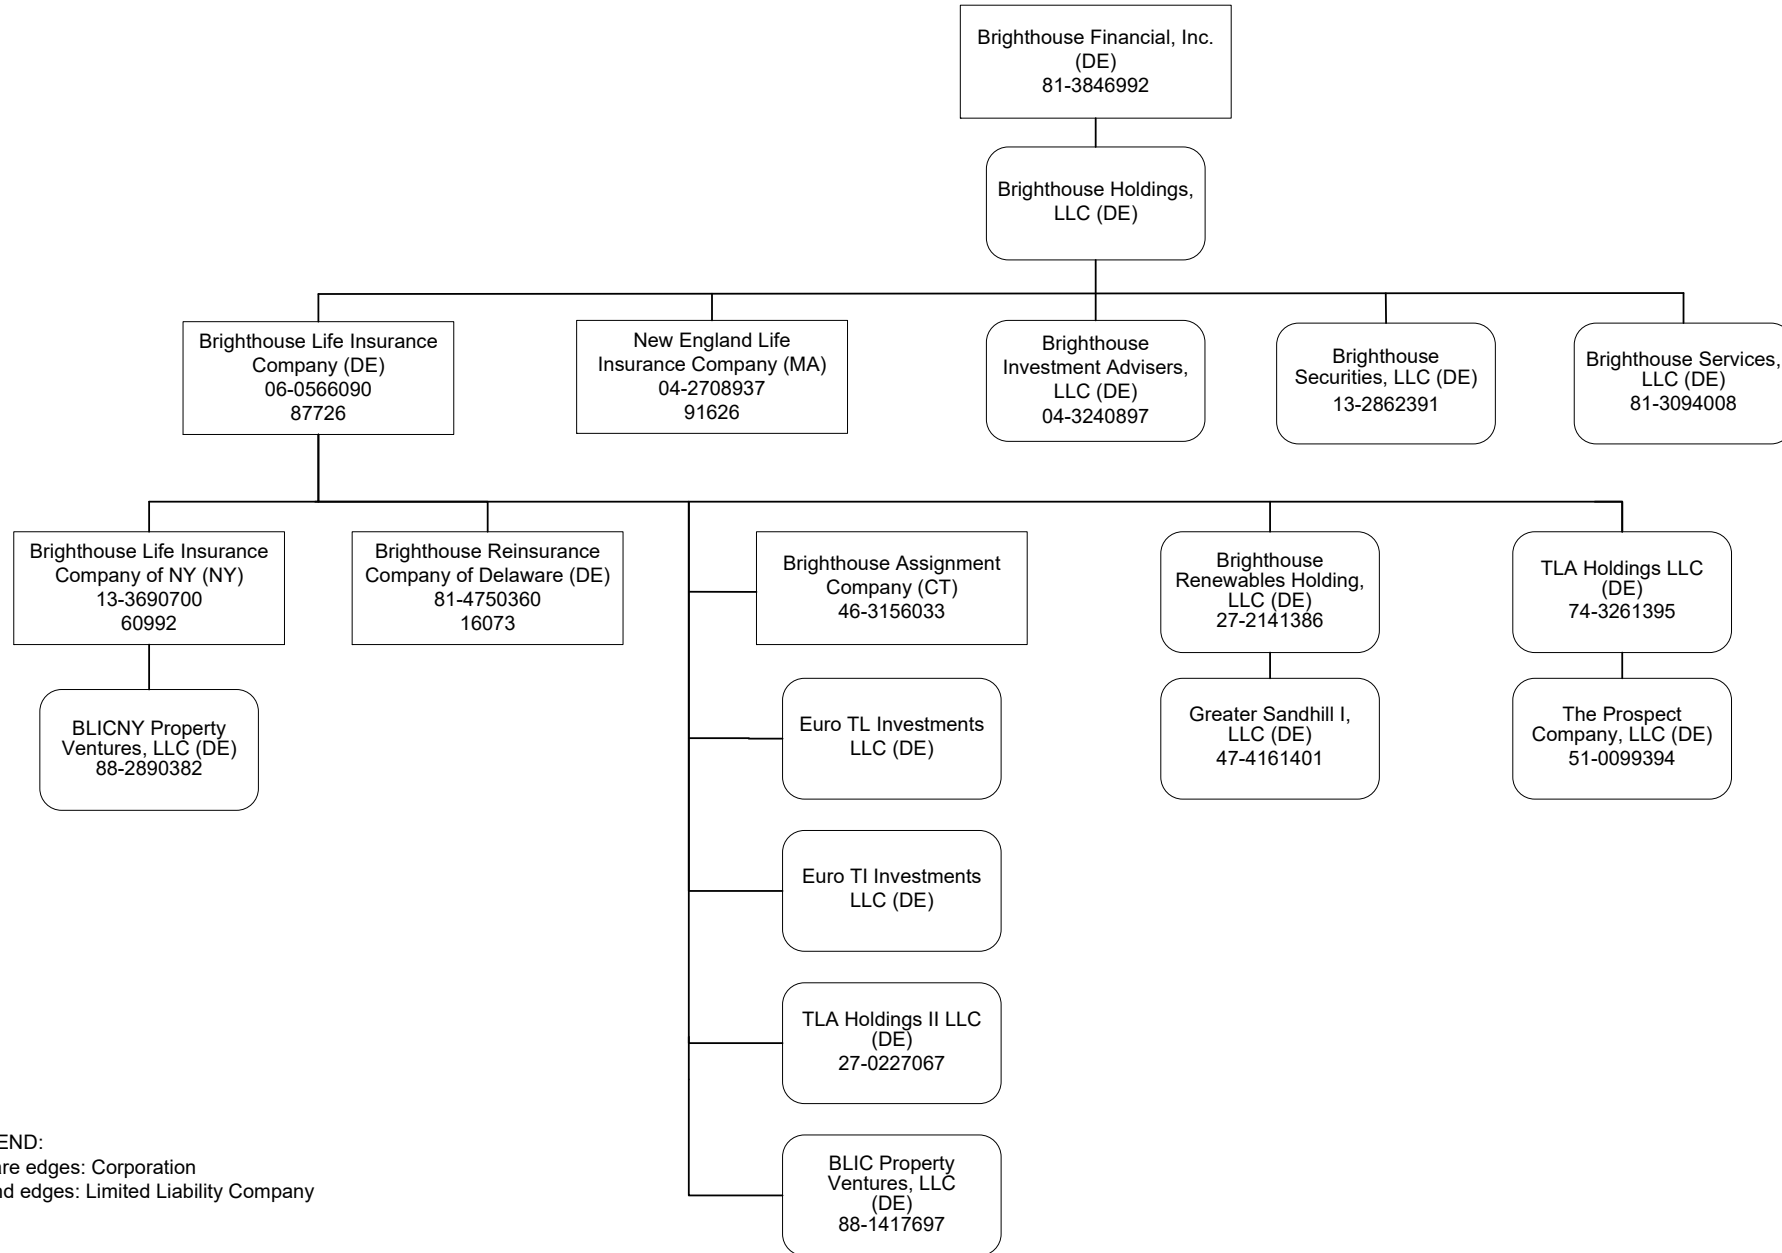 Brighthouse Financial, Inc.
(DE)
81-3846992
Brighthouse Holdings,
LLC (DE)
Brighthouse Life Insurance
Company (DE)
06-0566090
87726
New England Life
Insurance Company (MA)
04-2708937
91626
Brighthouse
Investment Advisers,
LLC (DE)
04-3240897
Brighthouse
Securities, LLC (DE)
13-2862391
Brighthouse Services,
LLC (DE)
81-3094008
Brighthouse Life Insurance
Company of NY (NY)
13-3690700
60992
Brighthouse Reinsurance
Company of Delaware (DE)
81-4750360
16073
Brighthouse Assignment
Company (CT)
46-3156033
Brighthouse
Renewables Holding,
LLC (DE)
27-2141386
TLA Holdings LLC
(DE)
74-3261395
BLICNY Property
Ventures, LLC (DE)
88-2890382
Euro TL Investments
LLC (DE)
Greater Sandhill I,
LLC (DE)
47-4161401
The Prospect
Company, LLC (DE)
51-0099394
Euro TI Investments
LLC (DE)
TLA Holdings II LLC
(DE)
27-0227067
BLIC Property
Ventures, LLC
(DE)
88-1417697
END:
are edges: Corporation
nd edges: Limited Liability Company